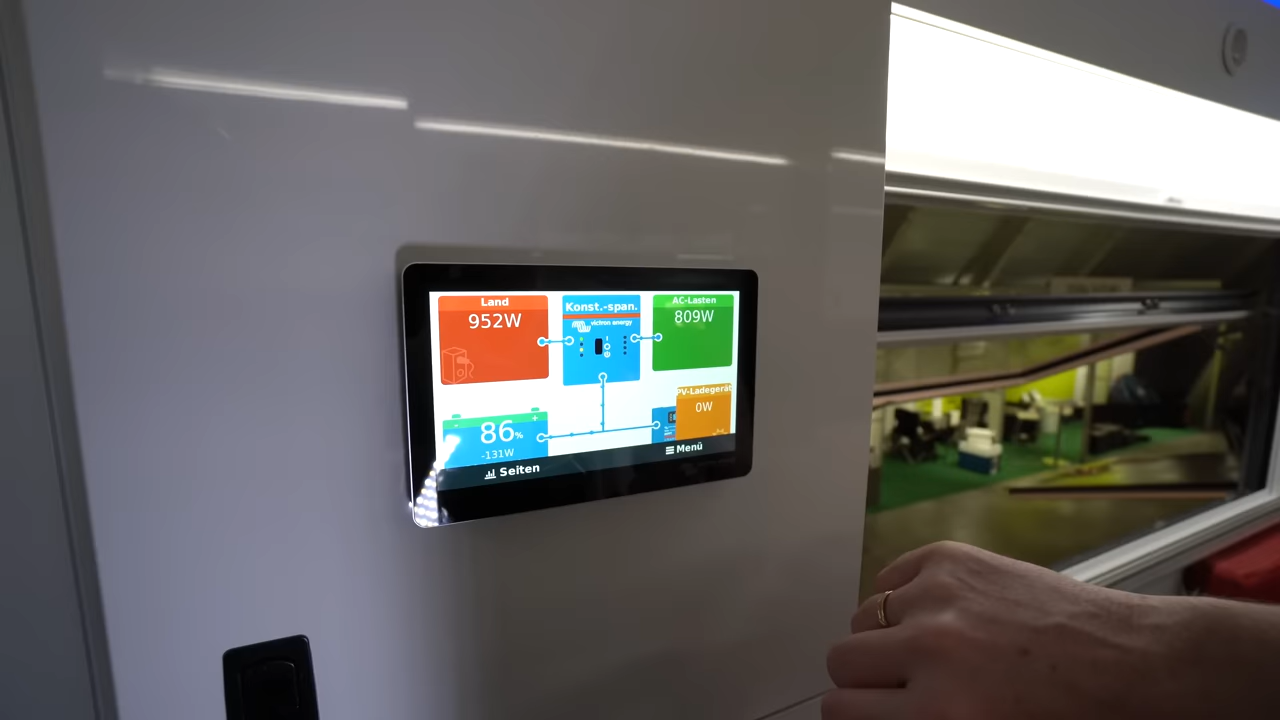 Land
952W
Konst.-span.
victron energy
AC-Lasten
809W
86%
-131W
PV-Ladegerät
0W
Seiten
Menü